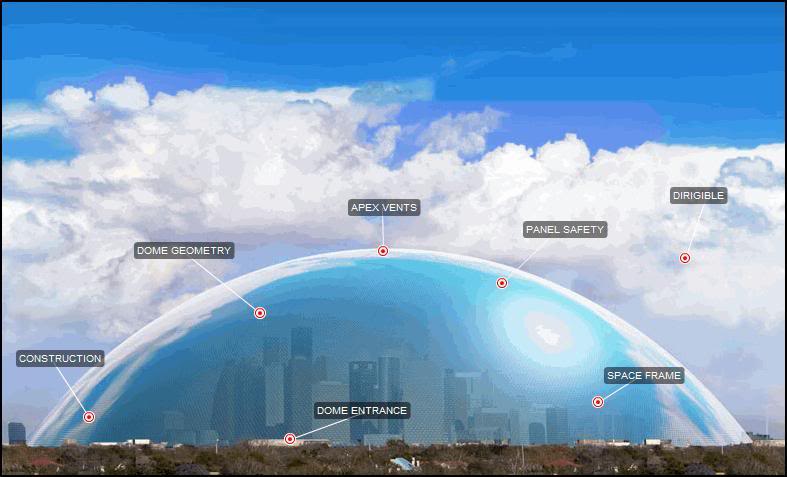 DIRIGIBLE
APEX VENTS
PANEL SAFETY
DOME GEOMETRY
CONSTRUCTION
SPACE FRAME
DOME ENTRANCE